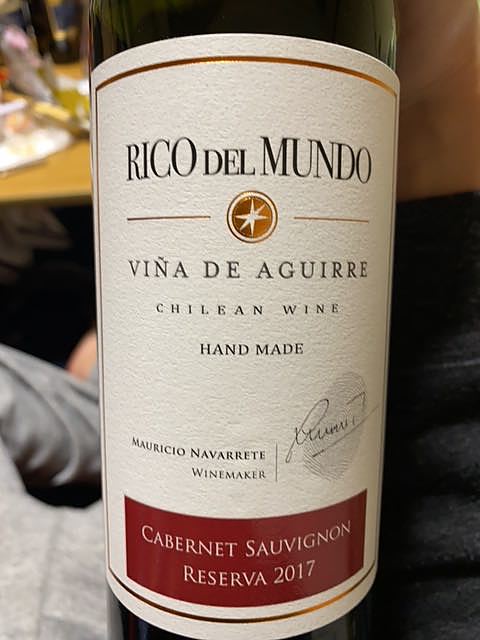 RICO DEL MUNDO
VIÑA DE AGUIRRE
CHILEAN WINE
HAND MADE
MAURICIO NAVARRETE
WINEMAKER
CABERNET SAUVIGNON
RESERVA 2017